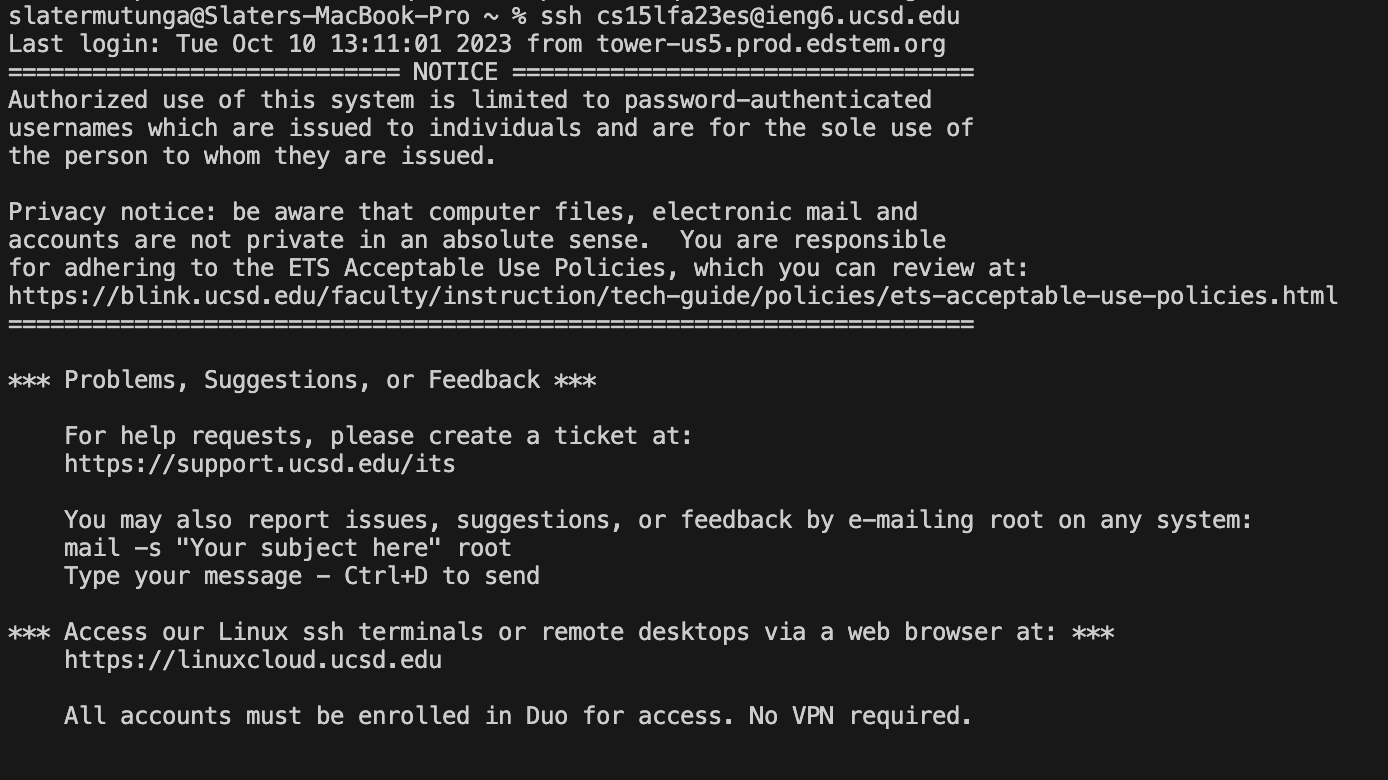 slatermutunga@Slaters-MacBook-Pro ~ % ssh cs15lfa23es@ieng6.ucsd.edu
Last login: Tue Oct 10 13:11:01 2023 from tower-us5.prod.edstem.org
============================ NOTICE =================================
Authorized use of this system is limited to password-authenticated
usernames which are issued to individuals and are for the sole use of
the person to whom they are issued.

Privacy notice: be aware that computer files, electronic mail and
accounts are not private in an absolute sense.  You are responsible
for adhering to the ETS Acceptable Use Policies, which you can review at:
https://blink.ucsd.edu/faculty/instruction/tech-guide/policies/ets-acceptable-use-policies.html
=====================================================================

*** Problems, Suggestions, or Feedback ***

    For help requests, please create a ticket at:
    https://support.ucsd.edu/its

    You may also report issues, suggestions, or feedback by e-mailing root on any system:
    mail -s "Your subject here" root
    Type your message - Ctrl+D to send

*** Access our Linux ssh terminals or remote desktops via a web browser at: ***
    https://linuxcloud.ucsd.edu

    All accounts must be enrolled in Duo for access. No VPN required.